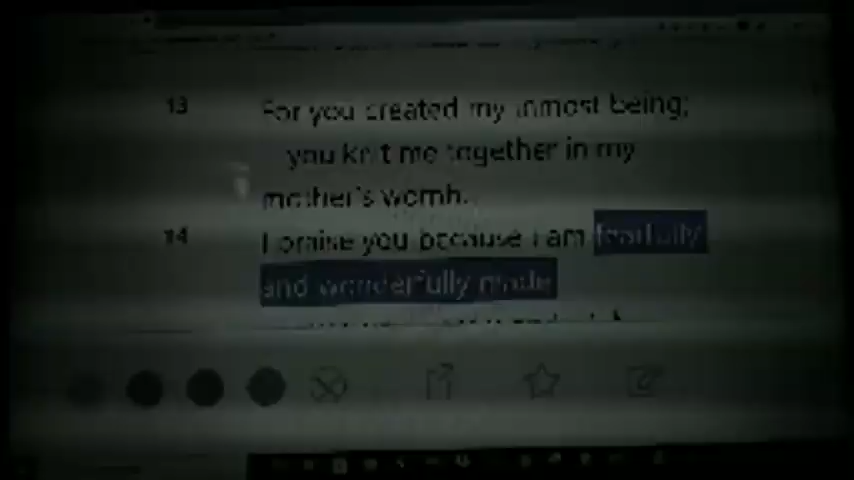 13 For you created my inmost being;
you knit me together in my
mother's womb.
14 I praise you because I am fearfully
and wonderfully made